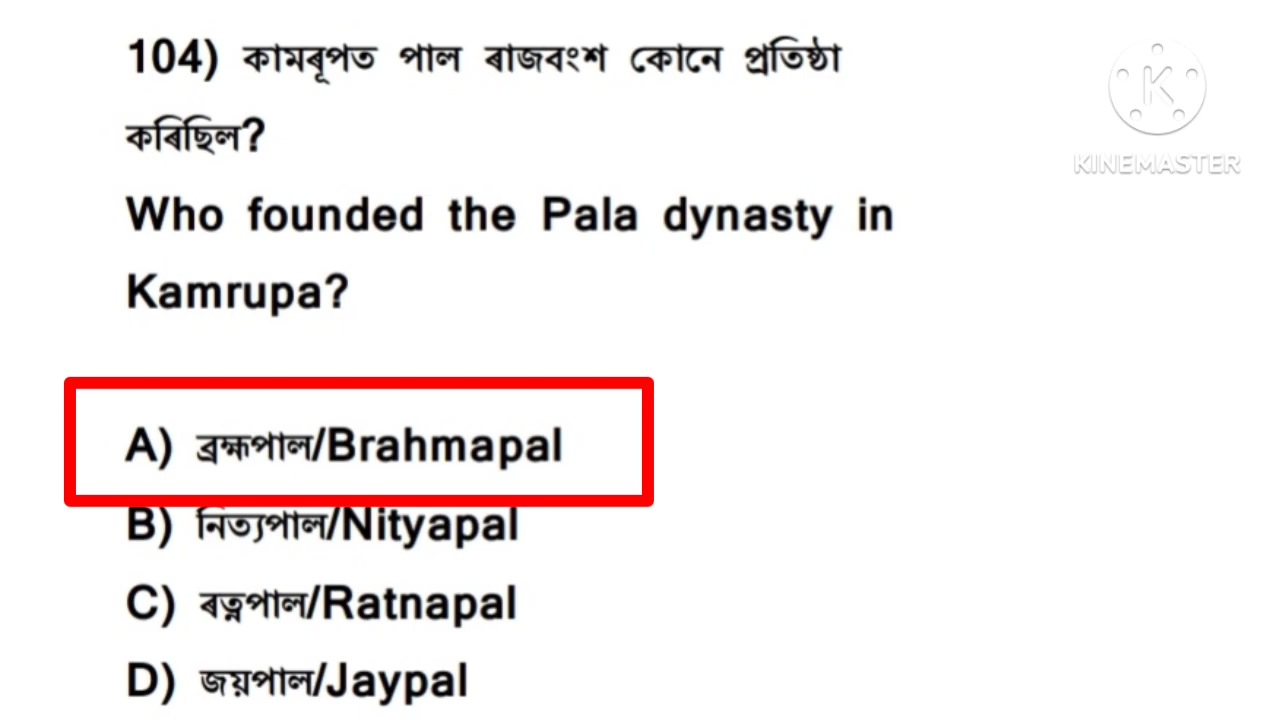 104) কামৰূপত পাল ৰাজবংশ কোনে প্ৰতিষ্ঠা
কৰিছিল?
Who founded the Pala dynasty in
Kamrupa?
K
KINEMASTER
A) ব্ৰহ্মপাল/Brahmapal
B) নিত্যপাল/Nityapal
C) ৰত্নপাল/Ratnapal
D) জয়পাল/Jaypal